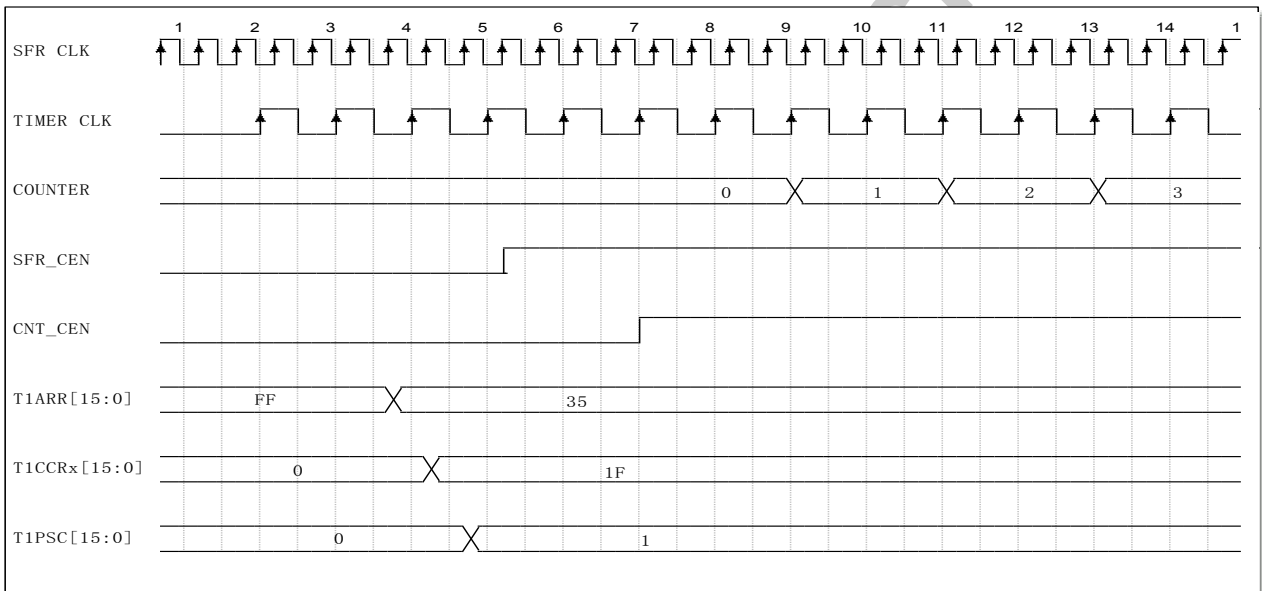 1 2 3 4 5 6 7 8 9 10 11 12 13 14 1
SFR CLK
TIMER CLK
COUNTER 0 1 2 3
SFR_CEN
CNT_CEN
T1ARR[15:0] FF 35
T1CCRx[15:0] 0 1F
T1PSC[15:0] 0 1